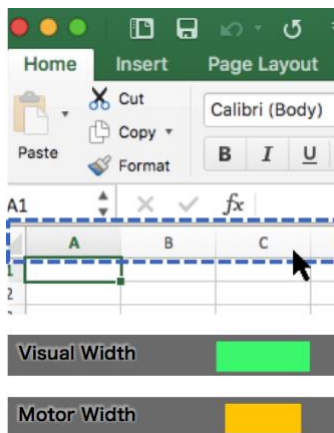 Home Insert Page Layout
Cut
Calibri (Body)
Copy
Paste
Format
B I U
A1 fx
A B C
1
2
Visual Width
Motor Width